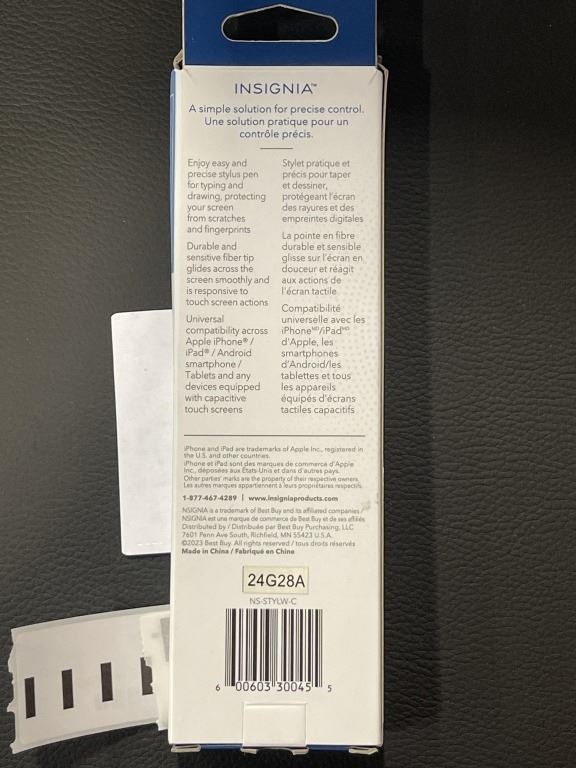 INSIGNIA™
A simple solution for precise control.
Une solution pratique pour un
contrôle précis.
Enjoy easy and
precise stylus pen
for typing and
drawing, protecting
your screen
from scratches
and fingerprints
Durable and
sensitive fiber tip
glides across the
screen smoothly and
is responsive to
touch screen actions
Universal
compatibility across
Apple iPhone® /
iPad® / Android
smartphone /
Tablets and any
devices equipped
with capacitive
touch screens
Stylet pratique et
précis pour taper
et dessiner,
protégeant l'écran
des rayures et des
empreintes digitales
La pointe en fibre
durable et sensible
glisse sur l'écran en
douceur et réagit
aux actions de
l'écran tactile
Compatibilité
universelle avec les
iPhoneᴹᴰ/iPadᴹᴰ
d'Apple, les
smartphones
d'Android/les
tablettes et tous
les appareils
équipés d'écrans
tactiles capacitifs
iPhone and iPad are trademarks of Apple Inc., registered in
the U.S. and other countries.
iPhone et iPad sont des marques de commerce d'Apple
Inc., déposées aux États-Unis et dans d'autres pays.
Other parties' marks are the property of their respective owners.
Les autres marques appartiennent à leurs propriétaires respectifs.
1-877-467-4289 | www.insigniaproducts.com
INSIGNIA is a trademark of Best Buy and its affiliated companies /
INSIGNIA est une marque de commerce de Best Buy et de ses affiliés
Distributed by / Distribuée par Best Buy Purchasing, LLC
7601 Penn Ave South, Richfield, MN 55423 U.S.A.
©2023 Best Buy. All rights reserved / tous droits réservés
Made in China / Fabriqué en Chine
24G28A
NS-STYLW-C
6 00603 30045 5